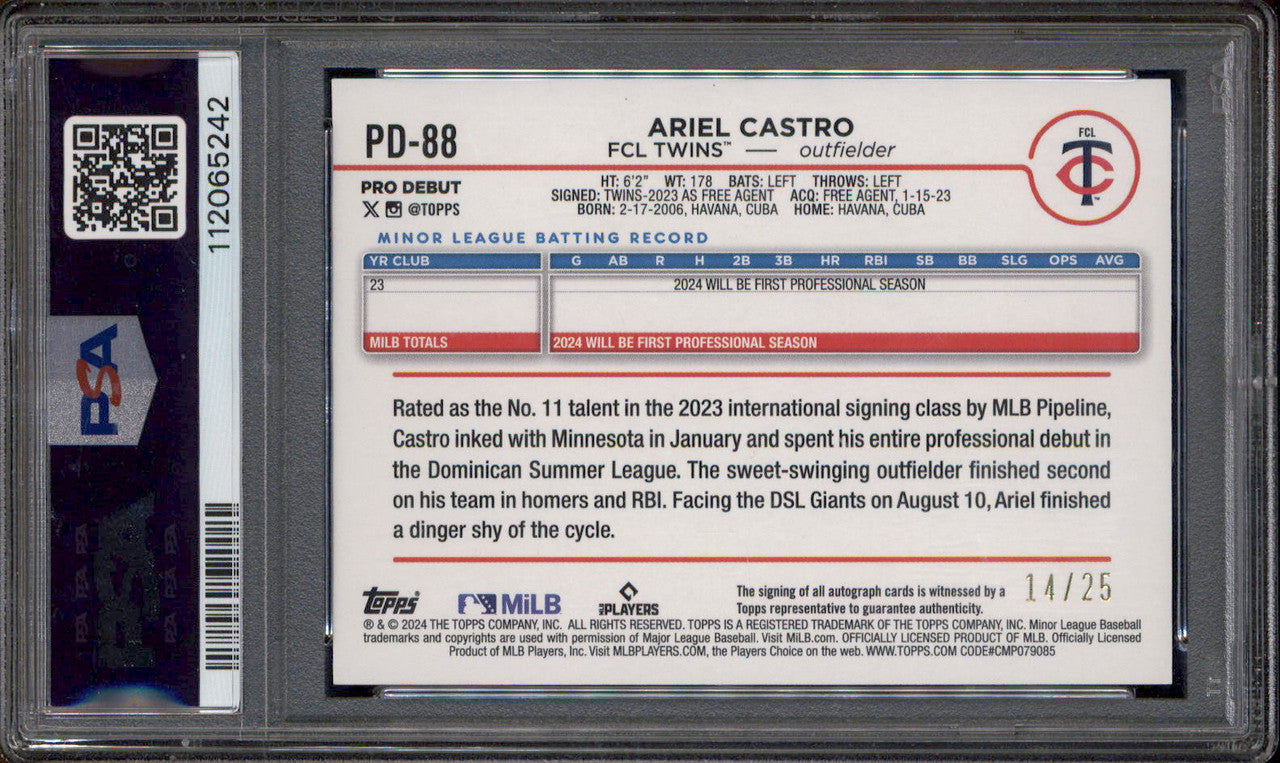 112065242
PSA
PD-88
ARIEL CASTRO
FCL TWINS™ — outfielder
FCL
TC
PRO DEBUT
X @TOPPS
HT: 6'2" WT: 178 BATS: LEFT THROWS: LEFT
SIGNED: TWINS-2023 AS FREE AGENT ACQ: FREE AGENT, 1-15-23
BORN: 2-17-2006, HAVANA, CUBA HOME: HAVANA, CUBA
MINOR LEAGUE BATTING RECORD
YR CLUB G AB R H 2B 3B HR RBI SB BB SLG OPS AVG
23 2024 WILL BE FIRST PROFESSIONAL SEASON
MILB TOTALS 2024 WILL BE FIRST PROFESSIONAL SEASON
Rated as the No. 11 talent in the 2023 international signing class by MLB Pipeline,
Castro inked with Minnesota in January and spent his entire professional debut in
the Dominican Summer League. The sweet-swinging outfielder finished second
on his team in homers and RBI. Facing the DSL Giants on August 10, Ariel finished
a dinger shy of the cycle.
topps MiLB MLB PLAYERS
The signing of all autograph cards is witnessed by a
Topps representative to guarantee authenticity.
14/25
® & © 2024 THE TOPPS COMPANY, INC. ALL RIGHTS RESERVED. TOPPS IS A REGISTERED TRADEMARK OF THE TOPPS COMPANY, INC. Minor League Baseball
trademarks and copyrights are used with permission of Major League Baseball. Visit MiLB.com. OFFICIALLY LICENSED PRODUCT OF MLB. Officially Licensed
Product of MLB Players, Inc. Visit MLBPLAYERS.COM, the Players Choice on the web. WWW.TOPPS.COM CODE#CMP079085